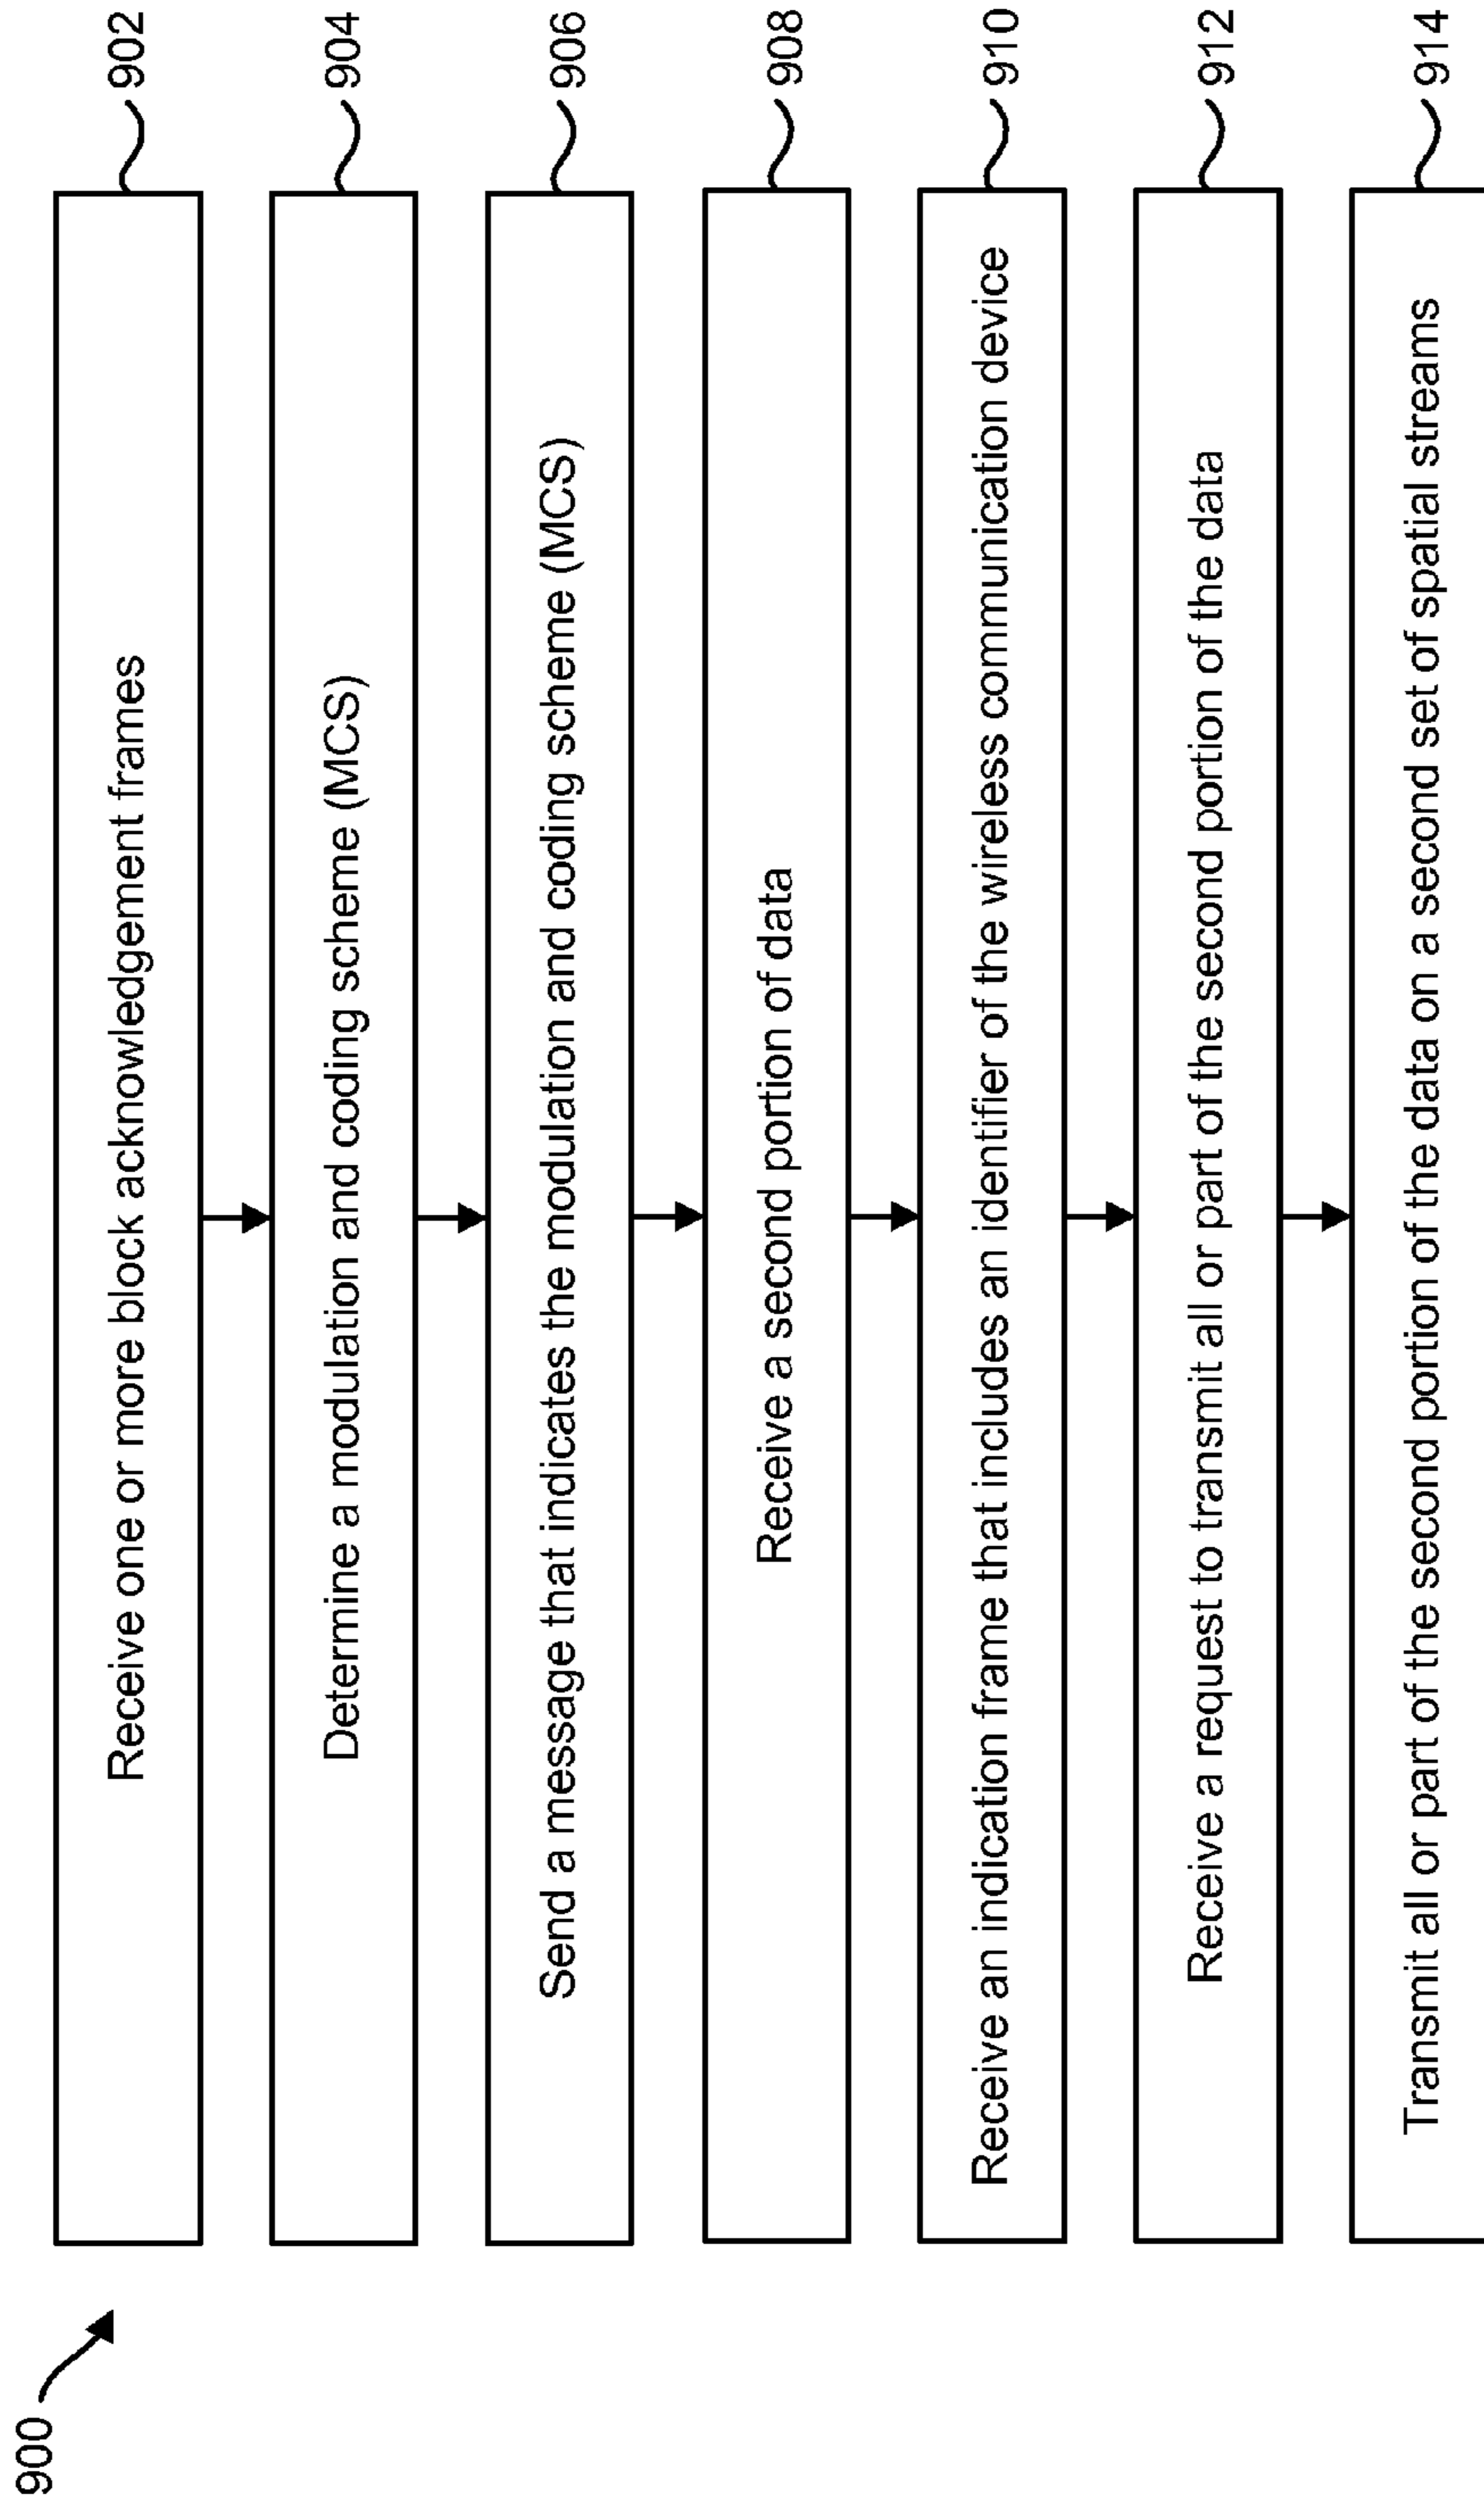 900
Receive one or more block acknowledgement frames
902
Determine a modulation and coding scheme (MCS)
904
Send a message that indicates the modulation and coding scheme (MCS)
906
Receive a second portion of data
908
Receive an indication frame that includes an identifier of the wireless communication device
910
Receive a request to transmit all or part of the second portion of the data
912
Transmit all or part of the second portion of the data on a second set of spatial streams
914